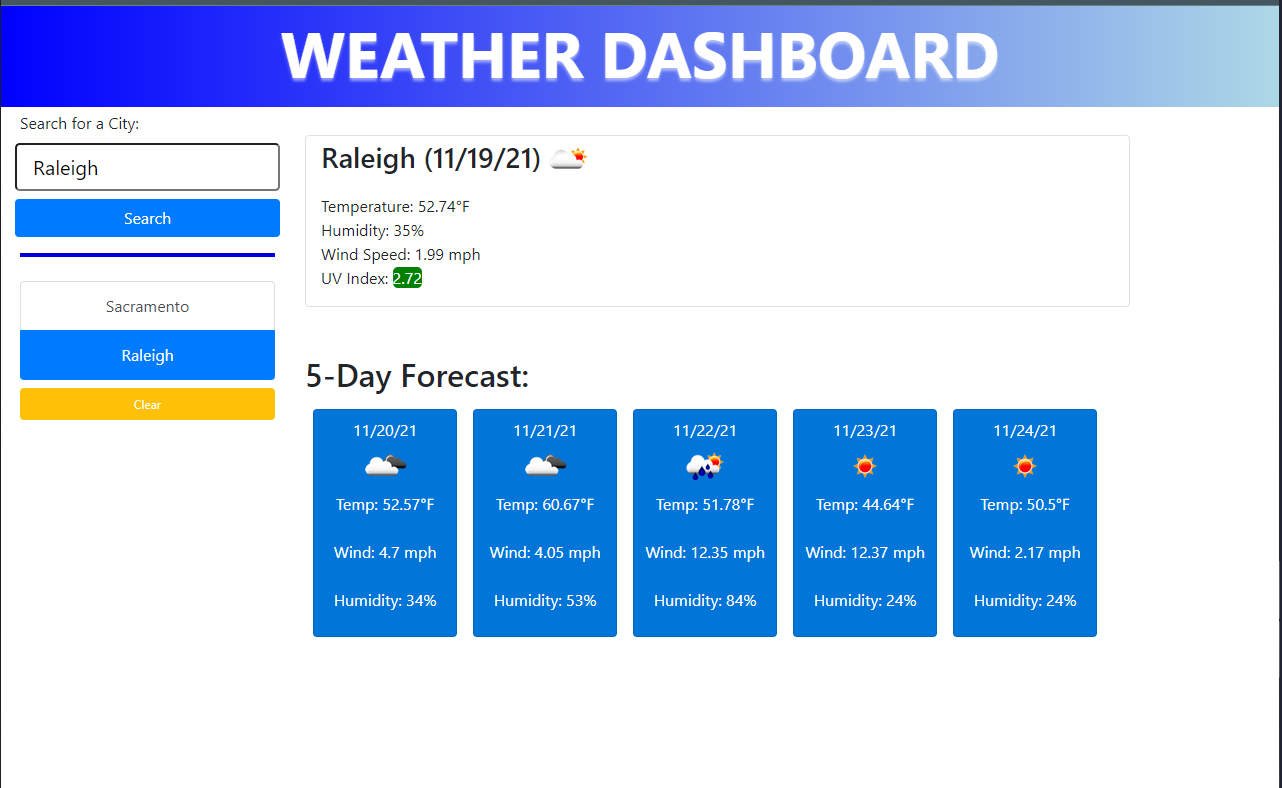 WEATHER DASHBOARD
Search for a City:
Raleigh
Search
Sacramento
Raleigh
Clear
Raleigh (11/19/21)
Temperature: 52.74°F
Humidity: 35%
Wind Speed: 1.99 mph
UV Index: 2.72
5-Day Forecast:
11/20/21
Temp: 52.57°F
Wind: 4.7 mph
Humidity: 34%
11/21/21
Temp: 60.67°F
Wind: 4.05 mph
Humidity: 53%
11/22/21
Temp: 51.78°F
Wind: 12.35 mph
Humidity: 84%
11/23/21
Temp: 44.64°F
Wind: 12.37 mph
Humidity: 24%
11/24/21
Temp: 50.5°F
Wind: 2.17 mph
Humidity: 24%